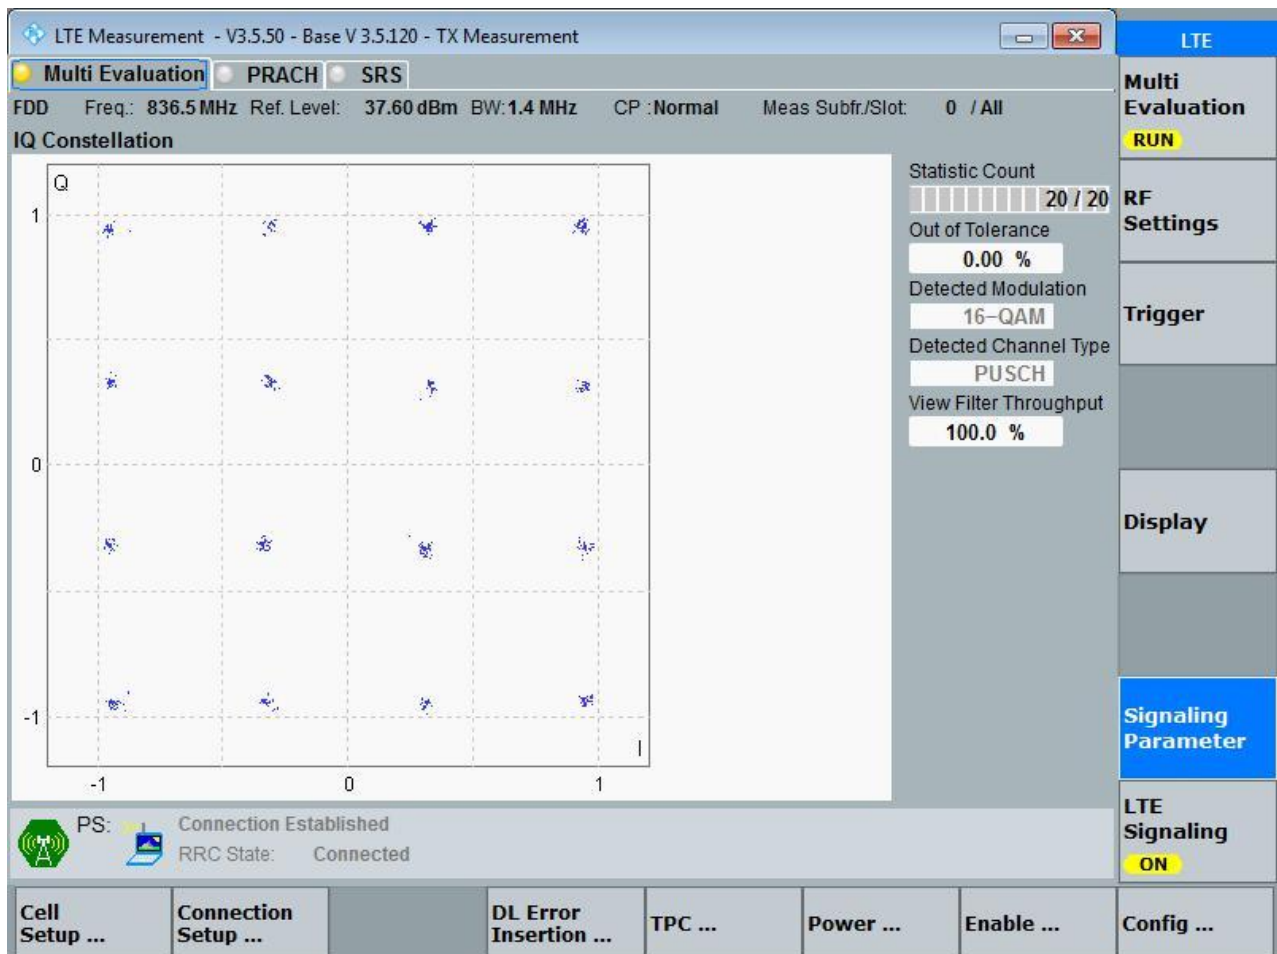 LTE Measurement - V3.5.50 - Base V 3.5.120 - TX Measurement
LTE
Multi Evaluation PRACH SRS
FDD Freq.: 836.5 MHz Ref. Level: 37.60 dBm BW: 1.4 MHz CP : Normal Meas Subfr./Slot: 0 / All
IQ Constellation
Q
1
0
-1
I
-1 0 1
Statistic Count
20 / 20
Out of Tolerance
0.00 %
Detected Modulation
16-QAM
Detected Channel Type
PUSCH
View Filter Throughput
100.0 %
Multi
Evaluation
RUN
RF
Settings
Trigger
Display
Signaling
Parameter
LTE
Signaling
ON
PS: Connection Established
RRC State: Connected
Cell
Setup ...
Connection
Setup ...
DL Error
Insertion ...
TPC ...
Power ...
Enable ...
Config ...